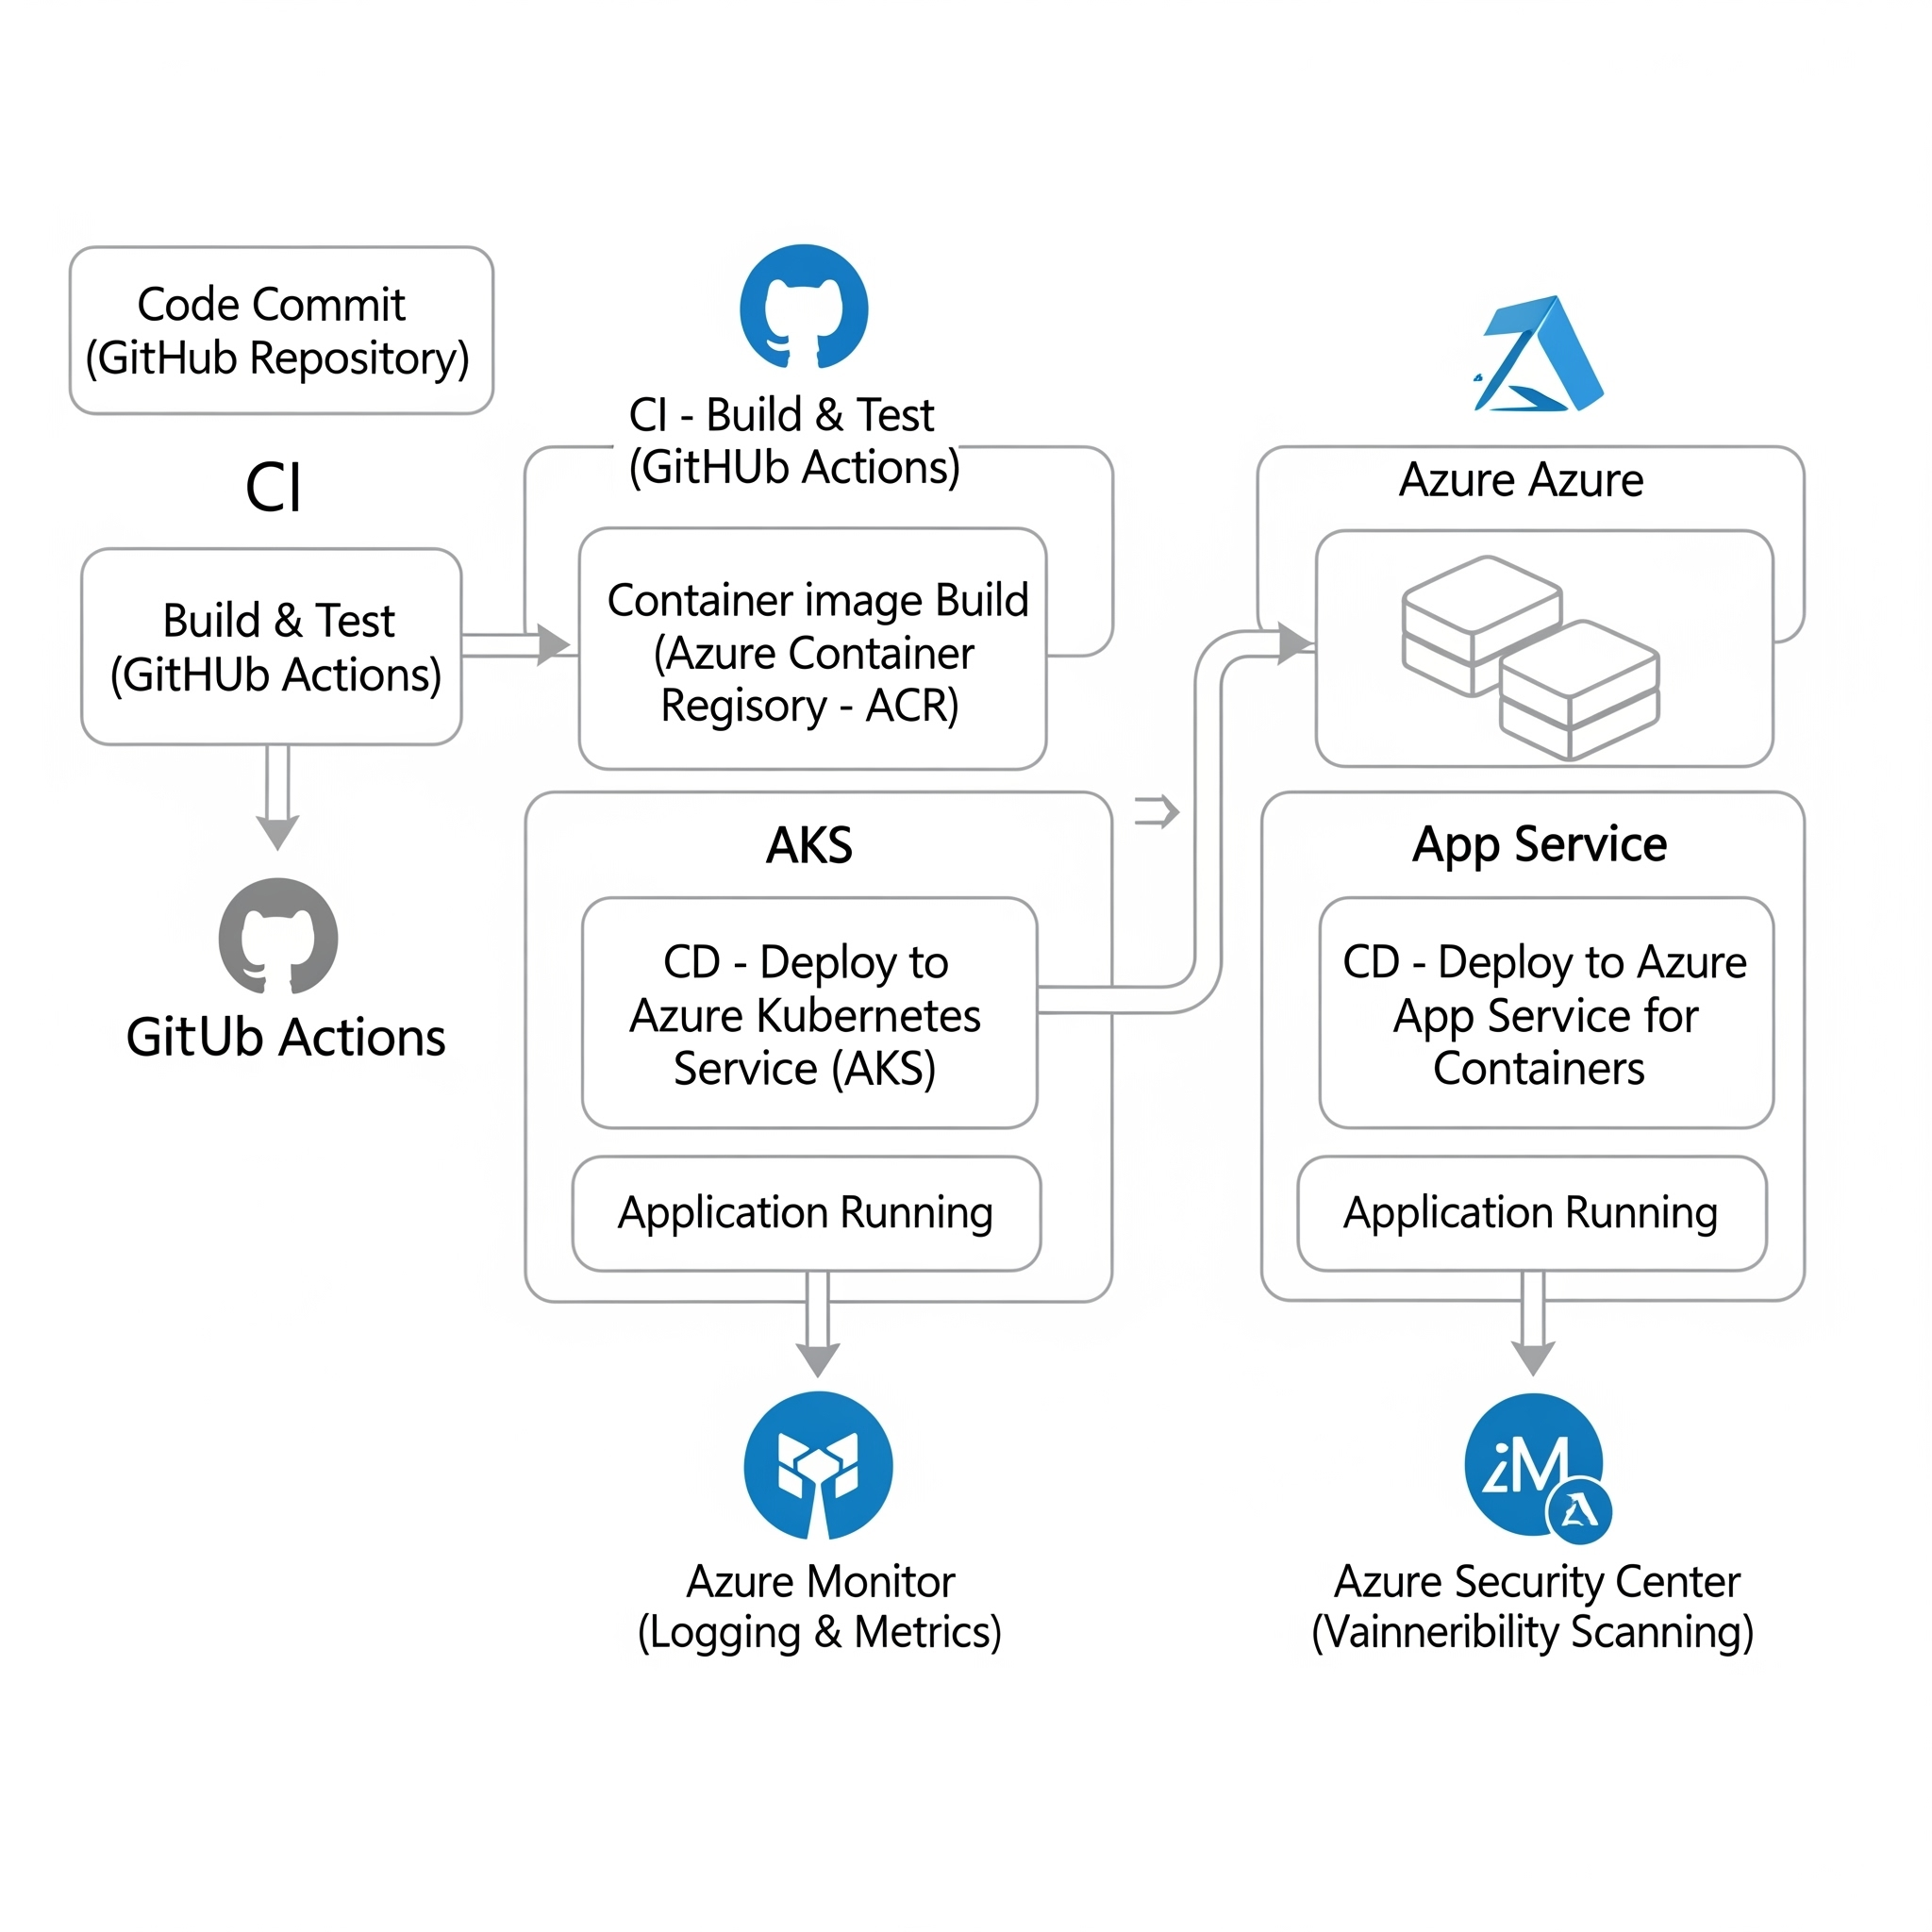 Code Commit
(GitHub Repository)
CI
Build & Test
(GitHUb Actions)
GitUb Actions
CI - Build & Test
(GitHUb Actions)
Container image Build
(Azure Container
Regisory - ACR)
AKS
CD - Deploy to
Azure Kubernetes
Service (AKS)
Application Running
Azure Monitor
(Logging & Metrics)
Azure Azure
App Service
CD - Deploy to Azure
App Service for
Containers
Application Running
Azure Security Center
(Vainneribility Scanning)